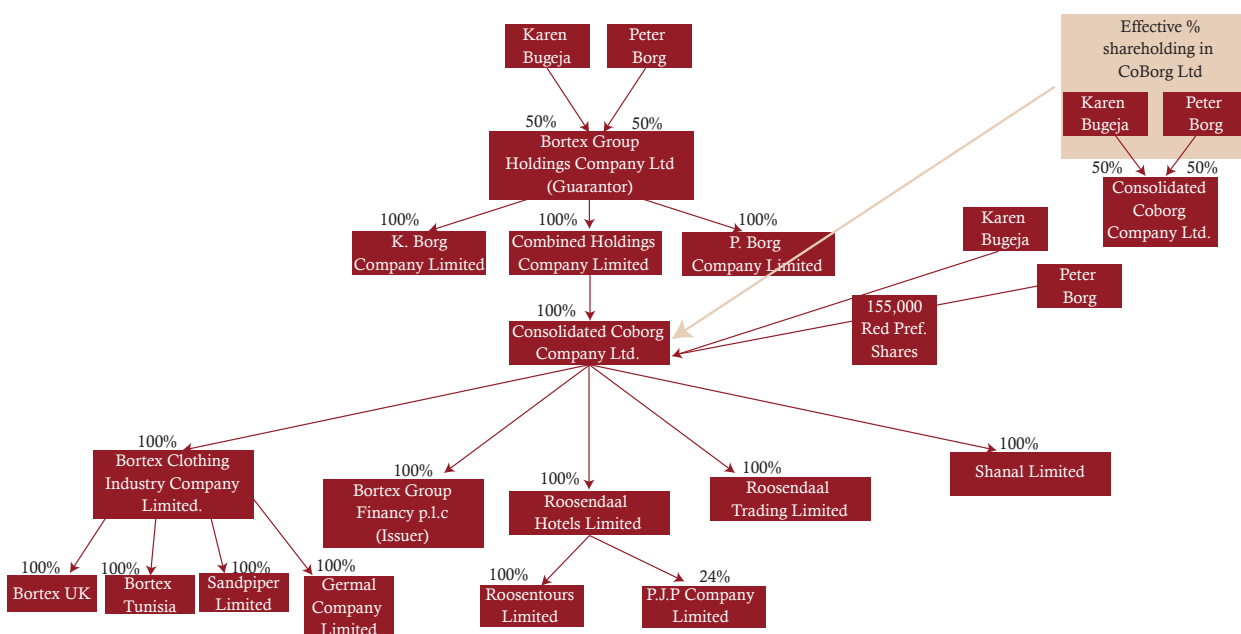 Karen
Bugeja
Peter
Borg
Effective %
shareholding in
CoBorg Ltd
Karen
Bugeja
Peter
Borg
50%
50%
Bortex Group
Holdings Company Ltd
(Guarantor)
50%
50%
Consolidated
Coborg
Company Ltd.
100%
K. Borg
Company Limited
100%
Combined Holdings
Company Limited
100%
P. Borg
Company Limited
Karen
Bugeja
Peter
Borg
155,000
Red Pref.
Shares
100%
Consolidated Coborg
Company Ltd.
100%
Bortex Clothing
Industry Company
Limited.
100%
Bortex Group
Financy p.l.c
(Issuer)
100%
Roosendaal
Hotels Limited
100%
Roosendaal
Trading Limited
100%
Shanal Limited
100%
Bortex UK
100%
Bortex
Tunisia
100%
Sandpiper
Limited
100%
Germal
Company
Limited
100%
Roosentours
Limited
24%
P.J.P Company
Limited